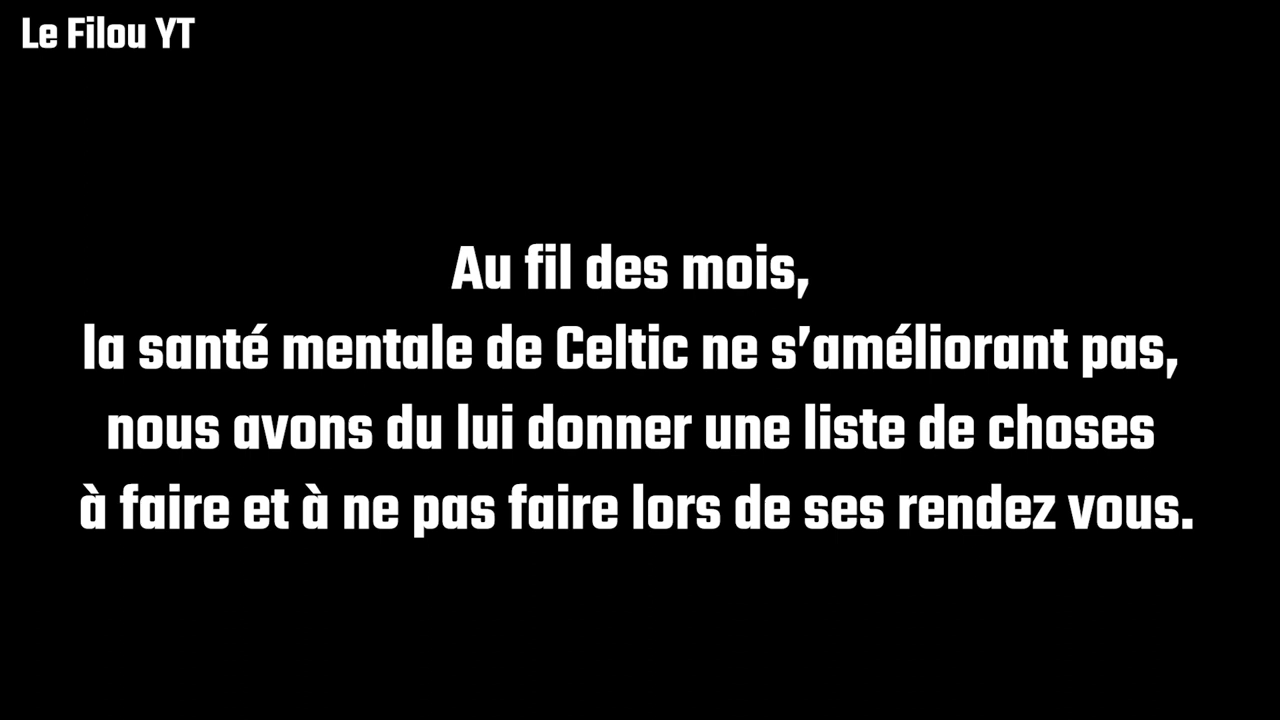 Le Filou YT
Au fil des mois,
la santé mentale de Celtic ne s’améliorant pas,
nous avons du lui donner une liste de choses
à faire et à ne pas faire lors de ses rendez vous.